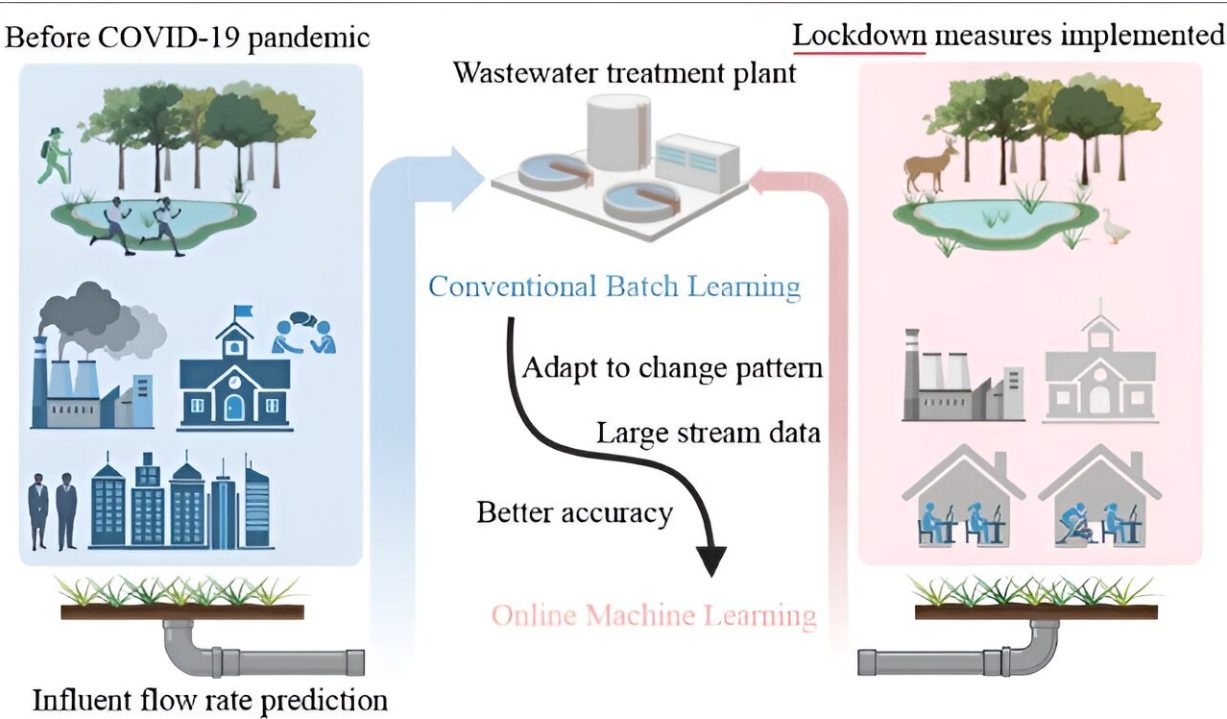 Before COVID-19 pandemic
Lockdown measures implemented
Wastewater treatment plant
Conventional Batch Learning
Adapt to change pattern
Large stream data
Better accuracy
Online Machine Learning
Influent flow rate prediction